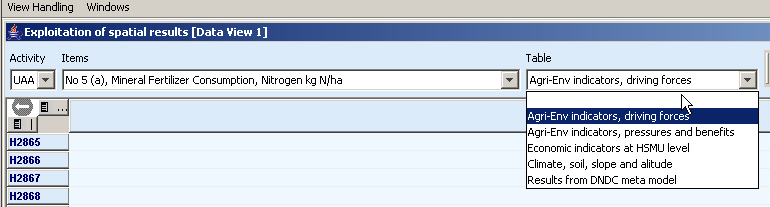 View Handling Windows
Exploitation of spatial results [Data View 1]
Activity Items Table
UAA No 5 (a), Mineral Fertilizer Consumption, Nitrogen kg N/ha Agri-Env indicators, driving forces
...
Agri-Env indicators, driving forces
Agri-Env indicators, pressures and benefits
Economic indicators at HSMU level
Climate, soil, slope and alitude
Results from DNDC meta model
H2865
H2866
H2867
H2868